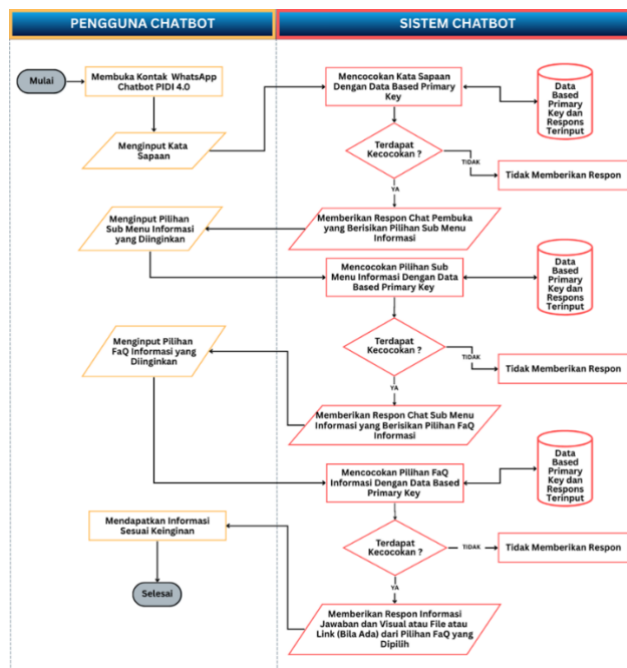 PENGGUNA CHATBOT
SISTEM CHATBOT
Mulai
Membuka Kontak WhatsApp
Chatbot PIDI 4.0
Mencocokan Kata Sapaan
Dengan Data Based Primary
Key
Data
Based
Primary
Key dan
Respons
Terinput
Menginput Kata
Sapaan
Terdapat
Kecocokan ?
TIDAK
Tidak Memberikan Respon
YA
Menginput Pilihan
Sub Menu Informasi
yang Diinginkan
Memberikan Respon Chat Pembuka
yang Berisikan Pilihan Sub Menu
Informasi
Mencocokan Pilihan Sub
Menu Informasi Dengan Data
Based Primary Key
Data
Based
Primary
Key dan
Respons
Terinput
Menginput Pilihan
FaQ Informasi yang
Diinginkan
Terdapat
Kecocokan ?
TIDAK
Tidak Memberikan Respon
YA
Memberikan Respon Chat Sub Menu
Informasi yang Berisikan Pilihan FaQ
Informasi
Mencocokan Pilihan FaQ
Informasi Dengan Data Based
Primary Key
Data
Based
Primary
Key dan
Respons
Terinput
Mendapatkan Informasi
Sesuai Keinginan
Terdapat
Kecocokan ?
TIDAK
Tidak Memberikan Respon
YA
Selesai
Memberikan Respon Informasi
Jawaban dan Visual atau File atau
Link (Bila Ada) dari Pilihan FaQ yang
Dipilih